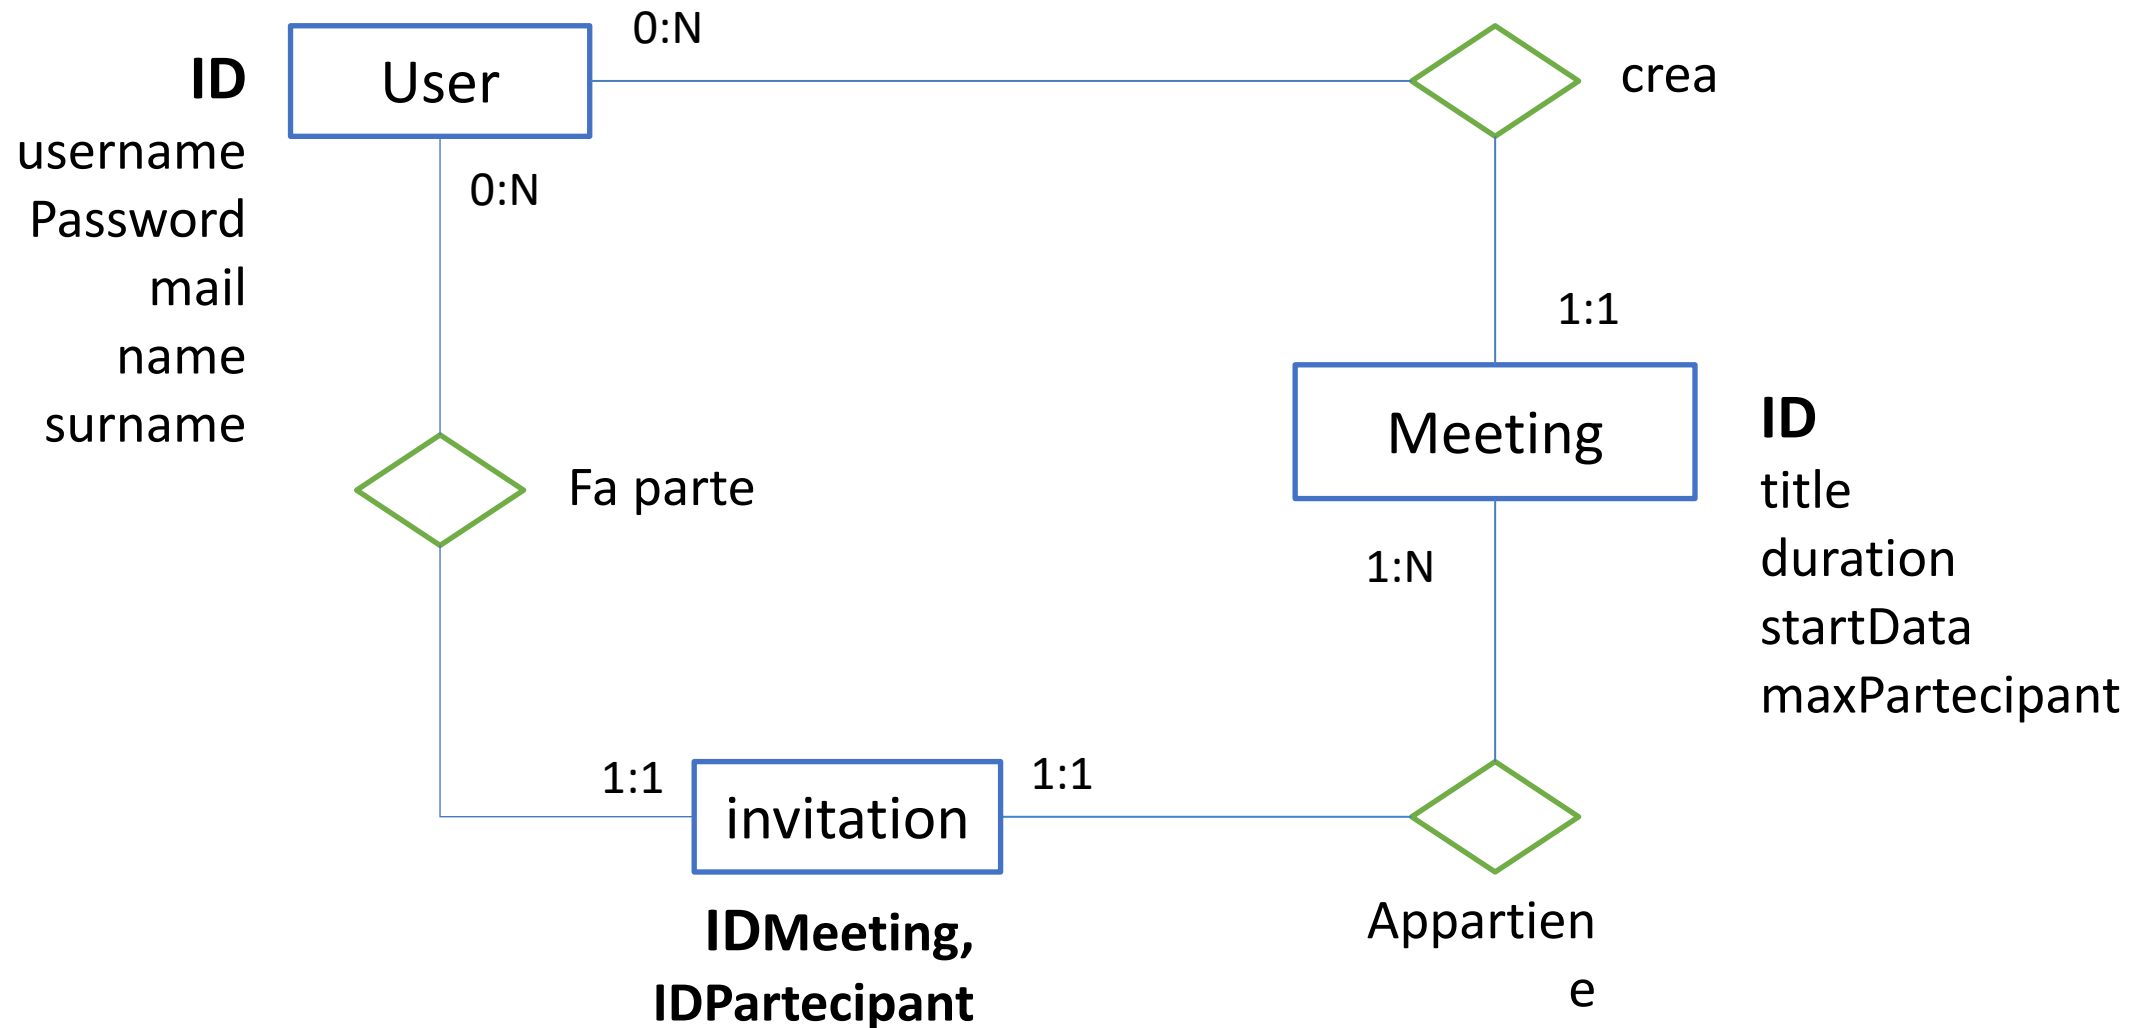 0:N
crea
User
ID
username
Password
mail
name
surname
0:N
1:1
Fa parte
Meeting
ID
title
duration
startData
maxPartecipant
1:N
1:1
invitation
1:1
IDMeeting,
IDPartecipant
Appartien
e